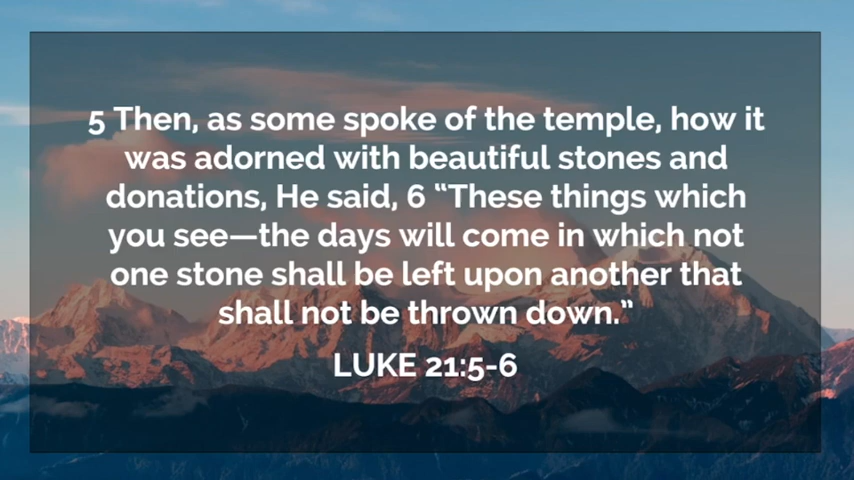 5 Then, as some spoke of the temple, how it
was adorned with beautiful stones and
donations, He said, 6 “These things which
you see—the days will come in which not
one stone shall be left upon another that
shall not be thrown down.”
LUKE 21:5-6